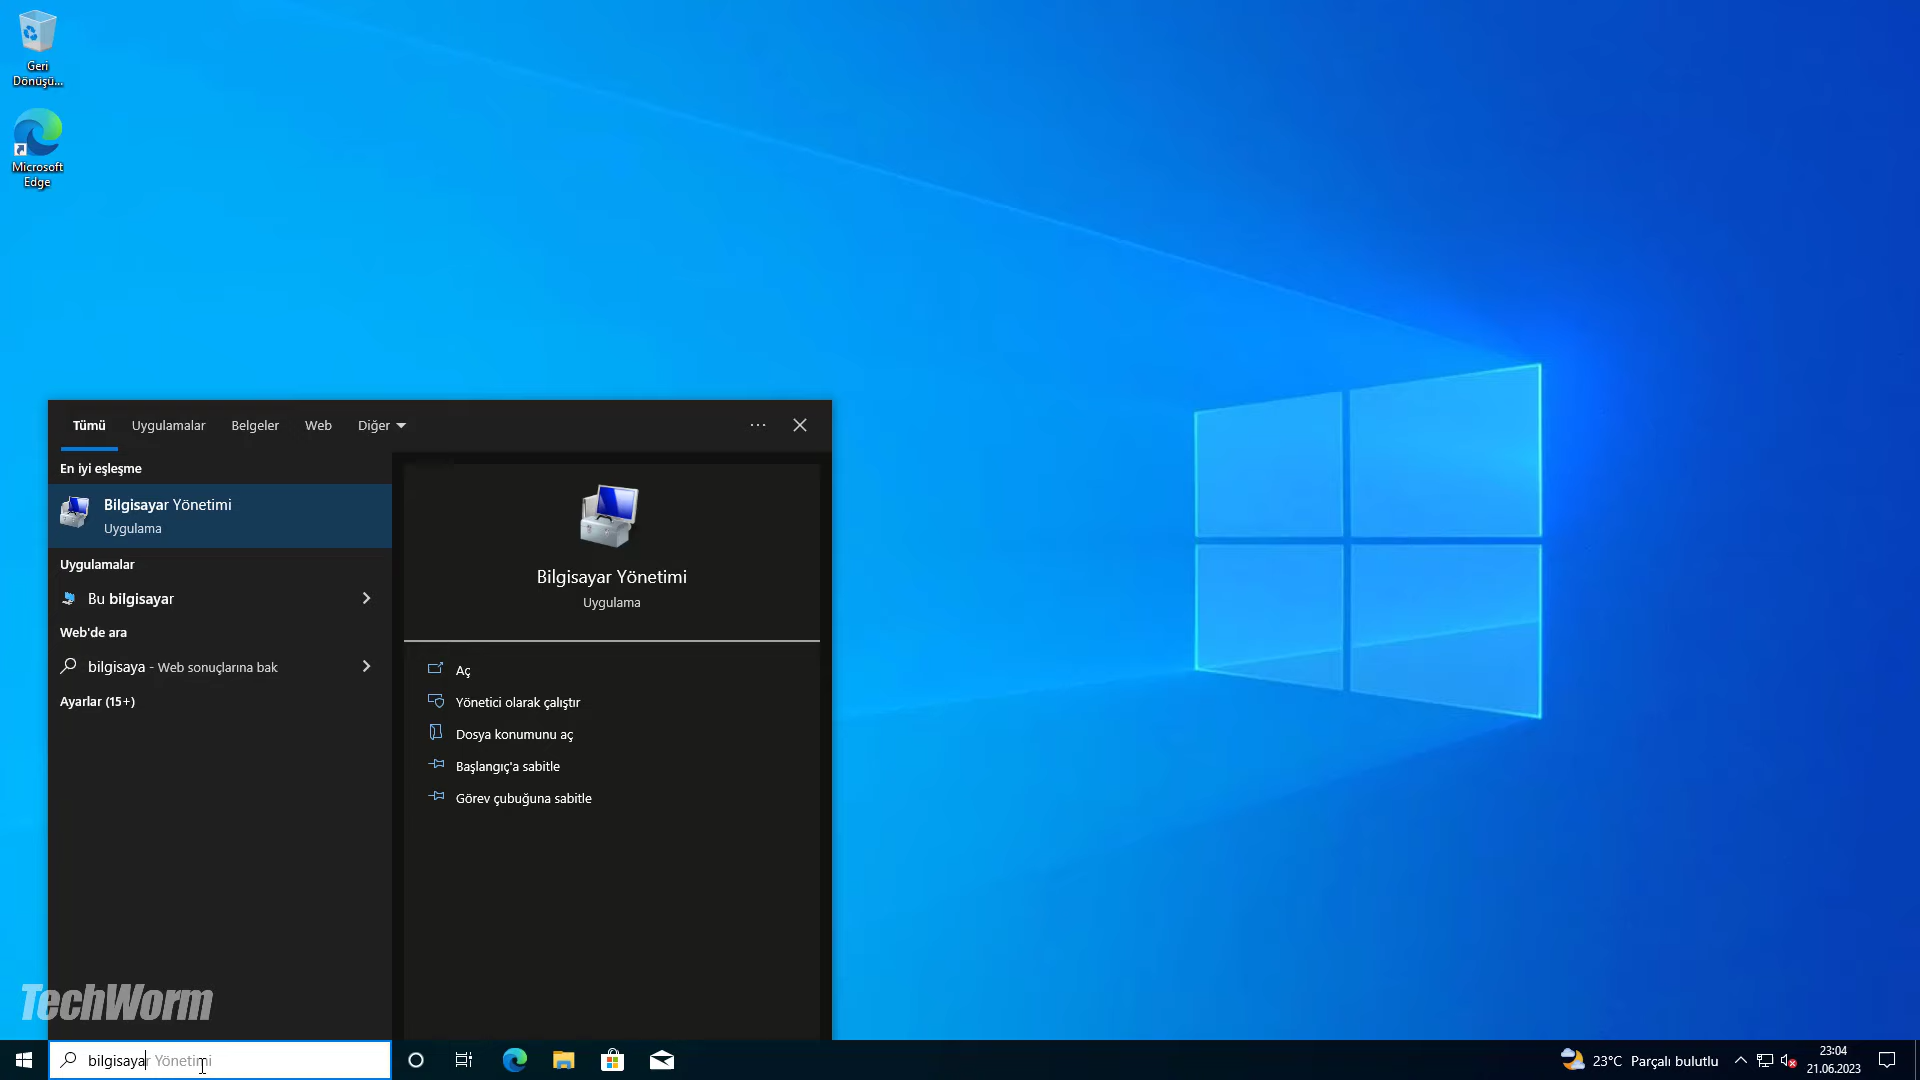 Geri
Dönüşü...
Microsoft
Edge
Tümü Uygulamalar Belgeler Web Diğer
En iyi eşleşme
Bilgisayar Yönetimi
Uygulama
Uygulamalar
Bu bilgisayar
Web'de ara
bilgisaya - Web sonuçlarına bak
Ayarlar (15+)
Bilgisayar Yönetimi
Uygulama
Aç
Yönetici olarak çalıştır
Dosya konumunu aç
Başlangıç'a sabitle
Görev çubuğuna sabitle
TechWorm
bilgisayar Yönetimi
23°C Parçalı bulutlu
23:04
21.06.2023